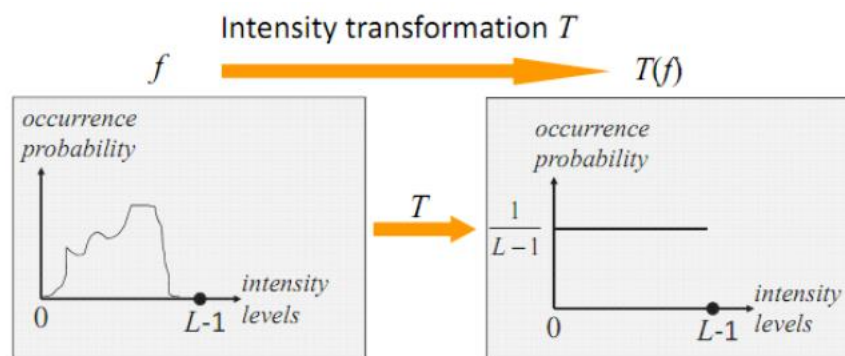 Intensity transformation T
f
T(f)
occurrence
probability
0
L-1
intensity
levels
T
occurrence
probability
1
L-1
0
L-1
intensity
levels